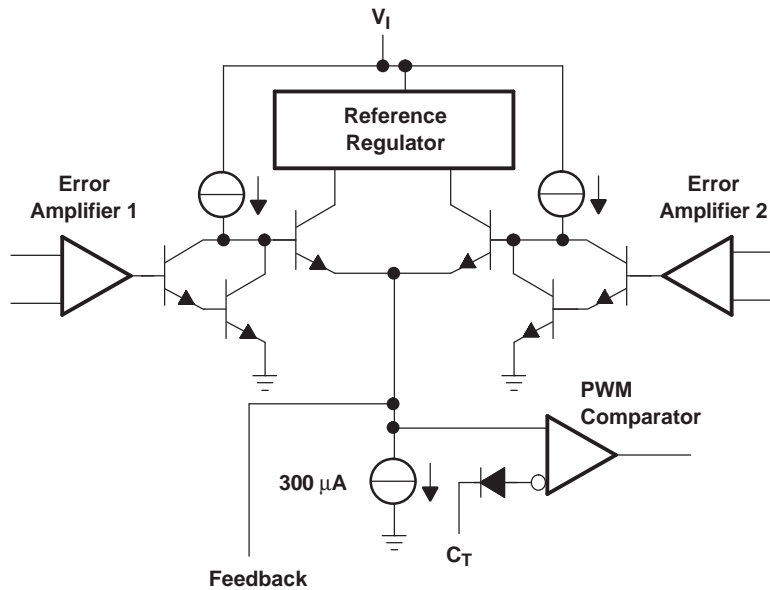 V_I
Reference
Regulator
Error
Amplifier 1
Error
Amplifier 2
PWM
Comparator
300 μA
C_T
Feedback